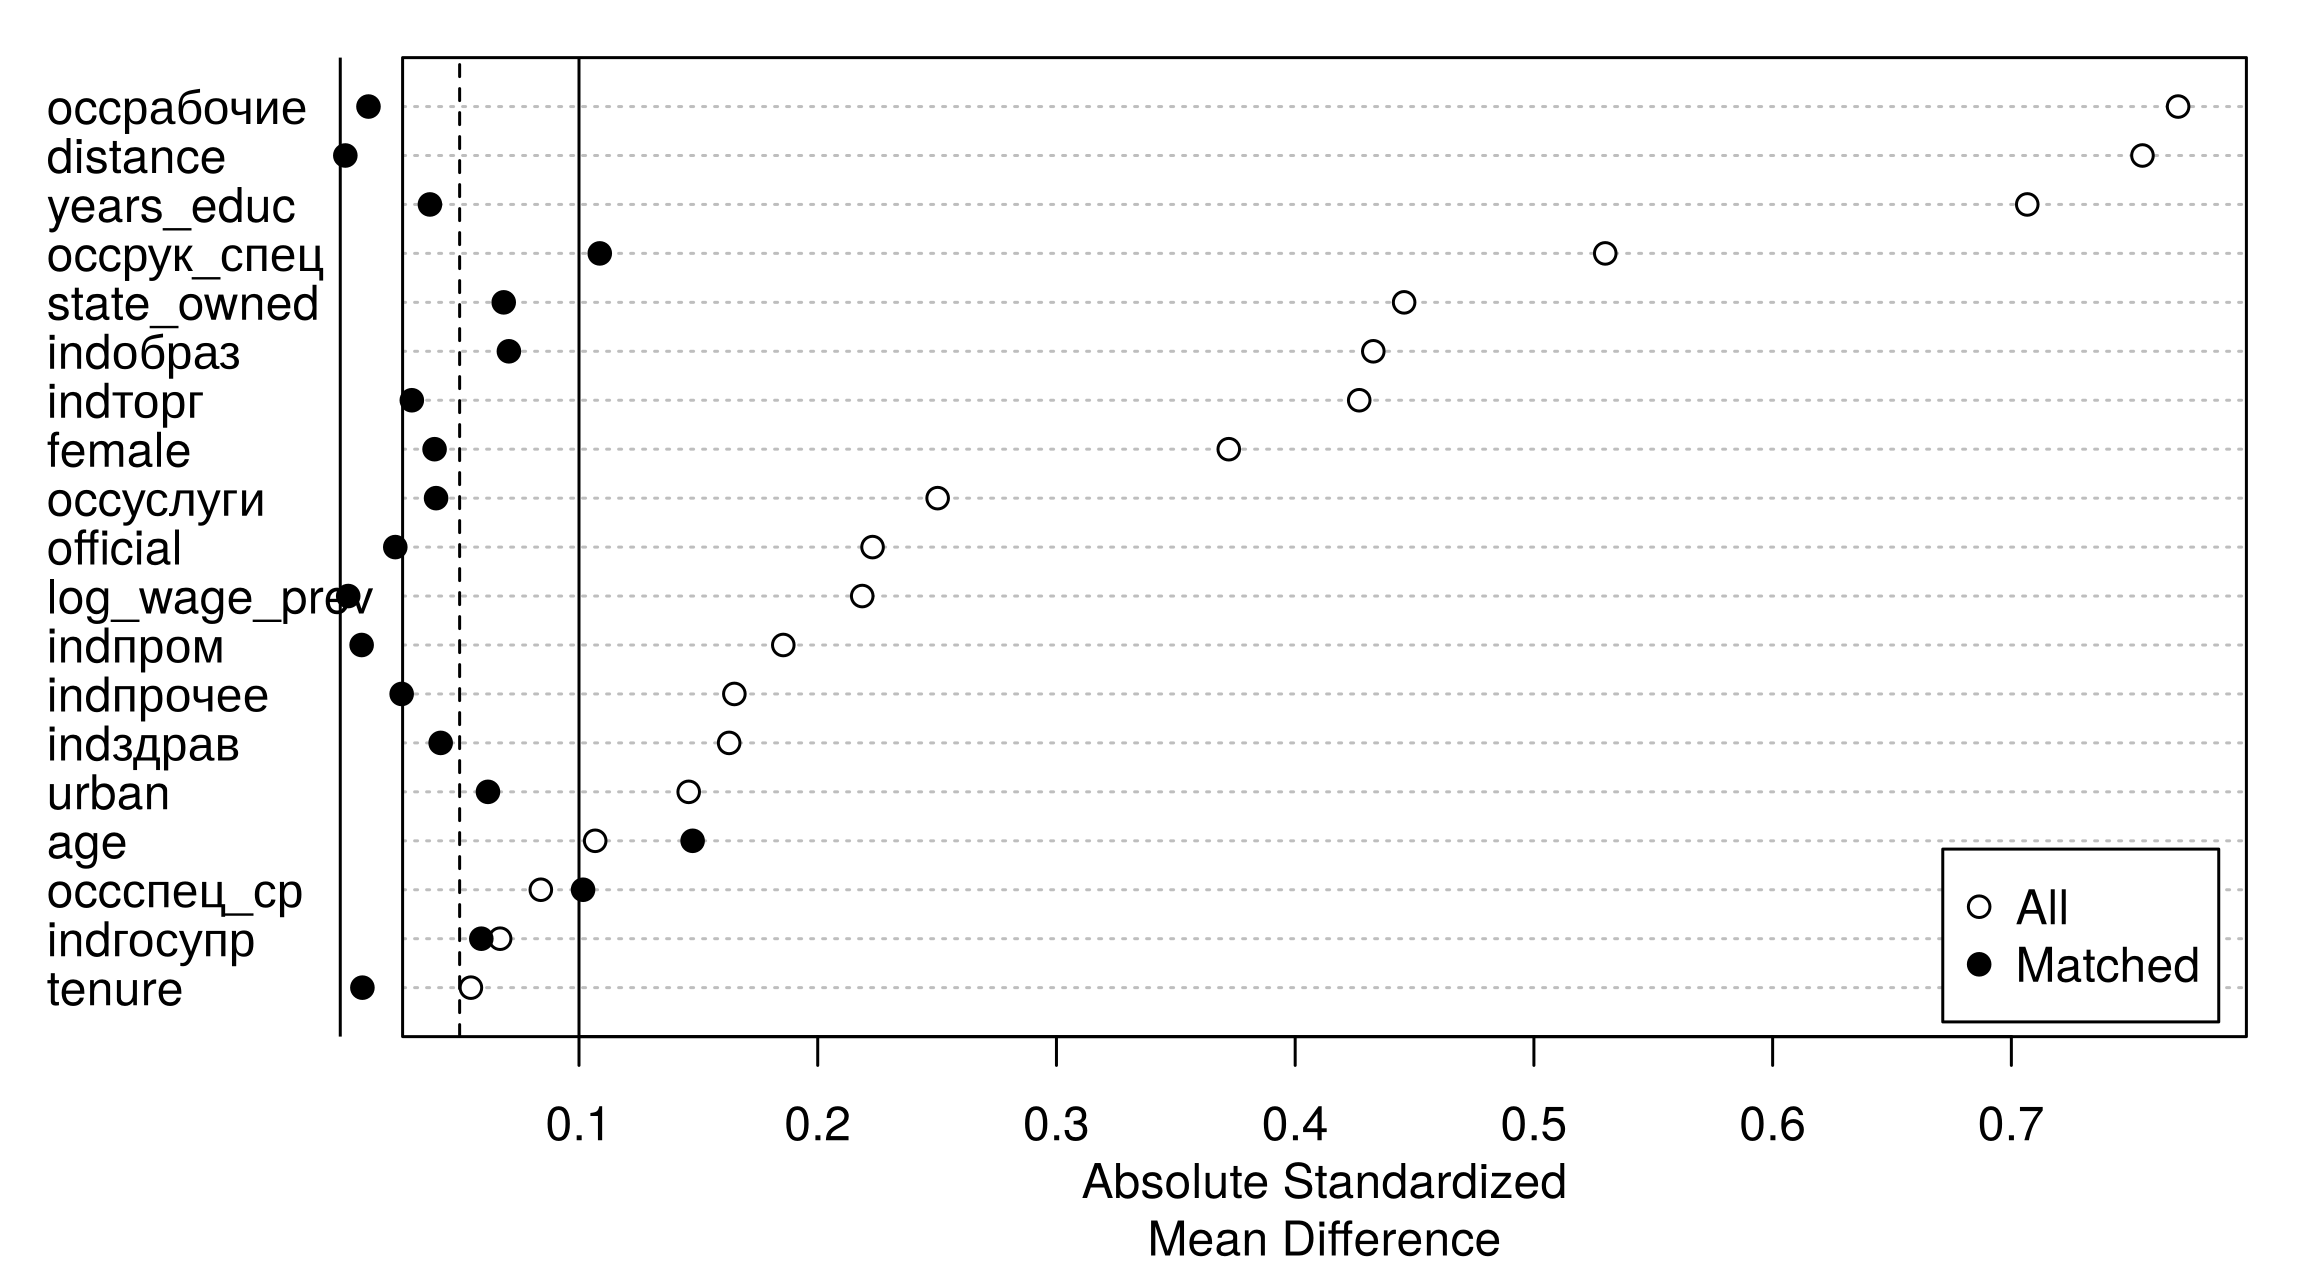 occрабочие
distance
years_educ
occрук_спец
state_owned
indобраз
indторг
female
occуслуги
official
log_wage_prev
indпром
indпрочее
indздрав
urban
age
occспец_ср
indгосупр
tenure
All
Matched
0.1 0.2 0.3 0.4 0.5 0.6 0.7
Absolute Standardized
Mean Difference